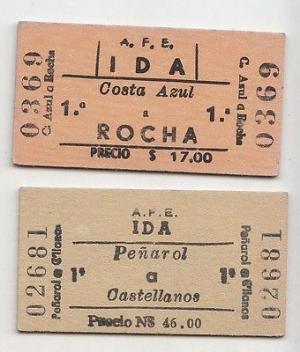 A.F.E.
IDA
Costa Azul
1.ª a 1.ª
ROCHA
PRECIO $ 17.00
0369
C. Azul a Rocha
C. Azul a Rocha
0369
A.F.E.
IDA
Peñarol
1ª a 1ª
Castellanos
Precio N$ 46.00
02681
Peñarol a C'llanos
Peñarol a C'llanos
02681